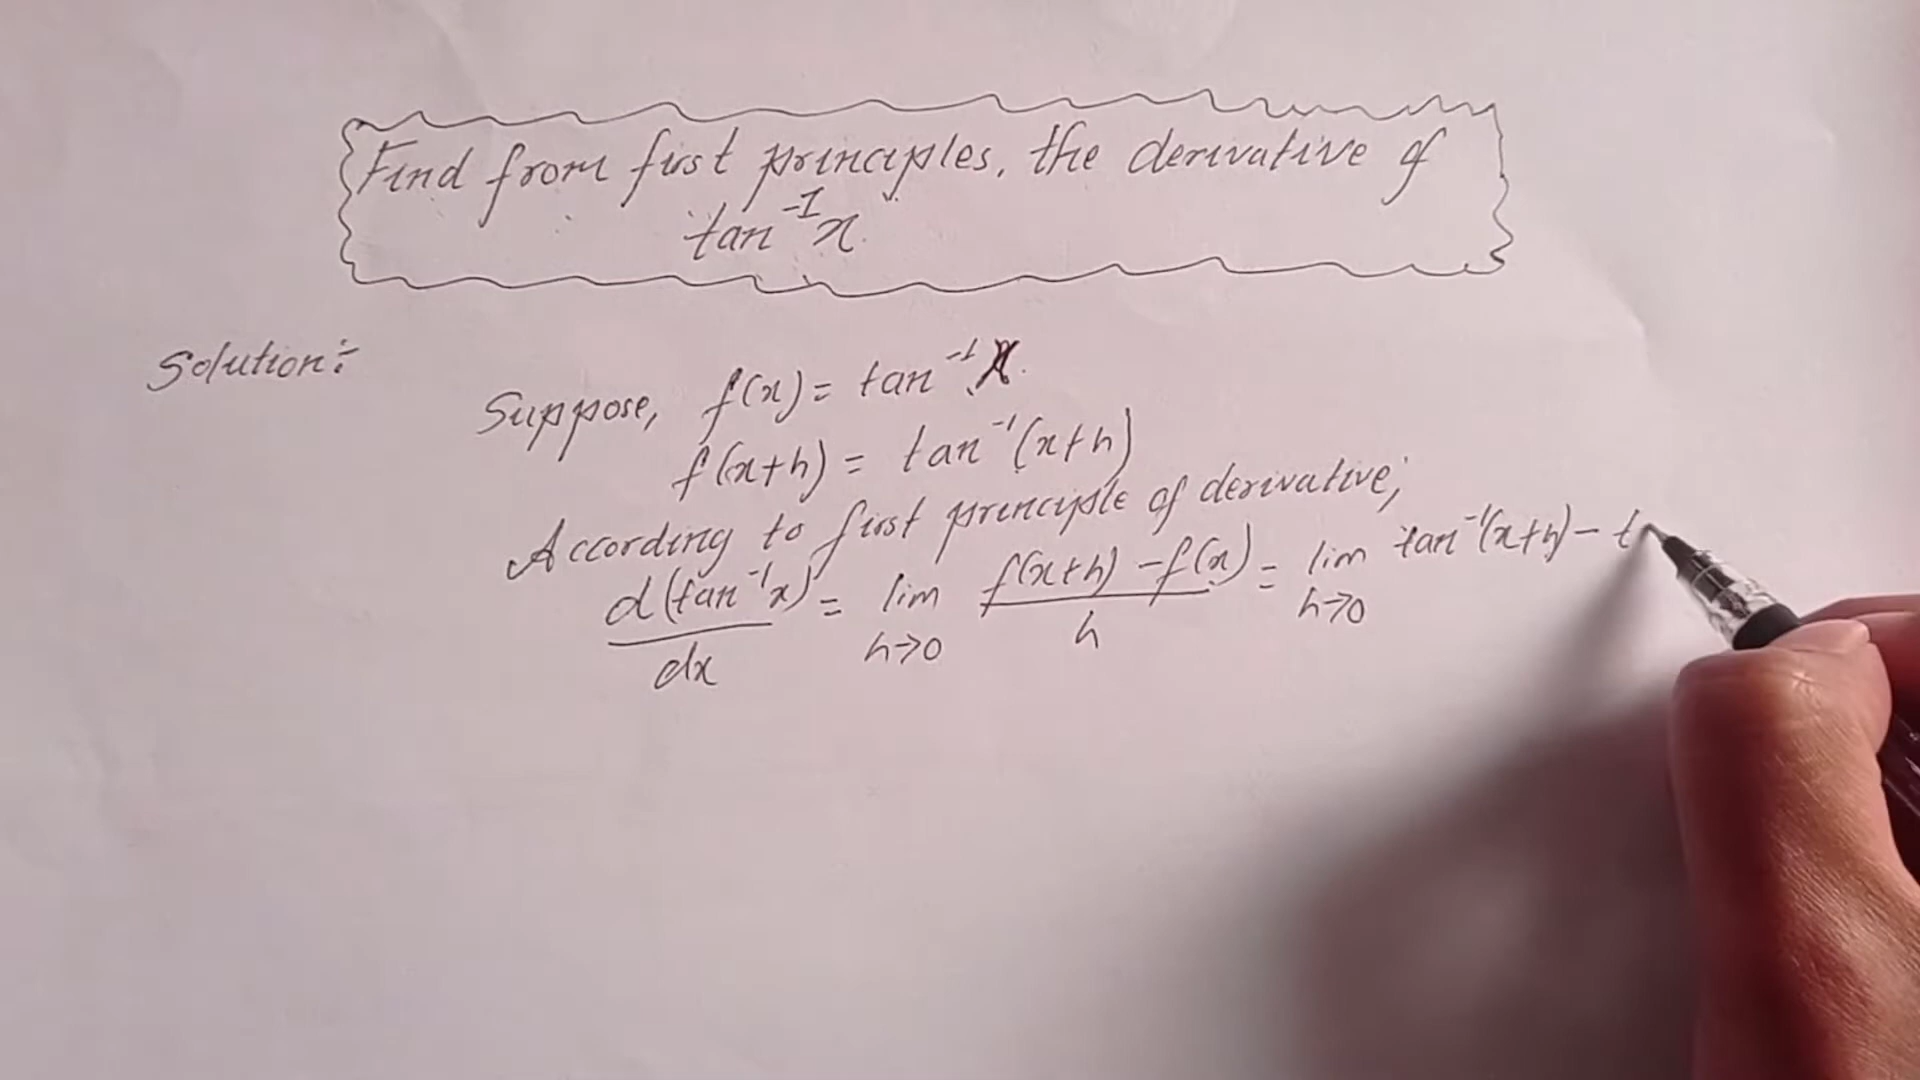 Find from first principles, the derivative of
tan⁻¹x.
Solution:-
Suppose, f(x) = tan⁻¹x.
f(x+h) = tan⁻¹(x+h)
According to first principle of derivative;
d(tan⁻¹x)/dx = lim h→0 f(x+h) - f(x)/h = lim h→0 tan⁻¹(x+h) - t